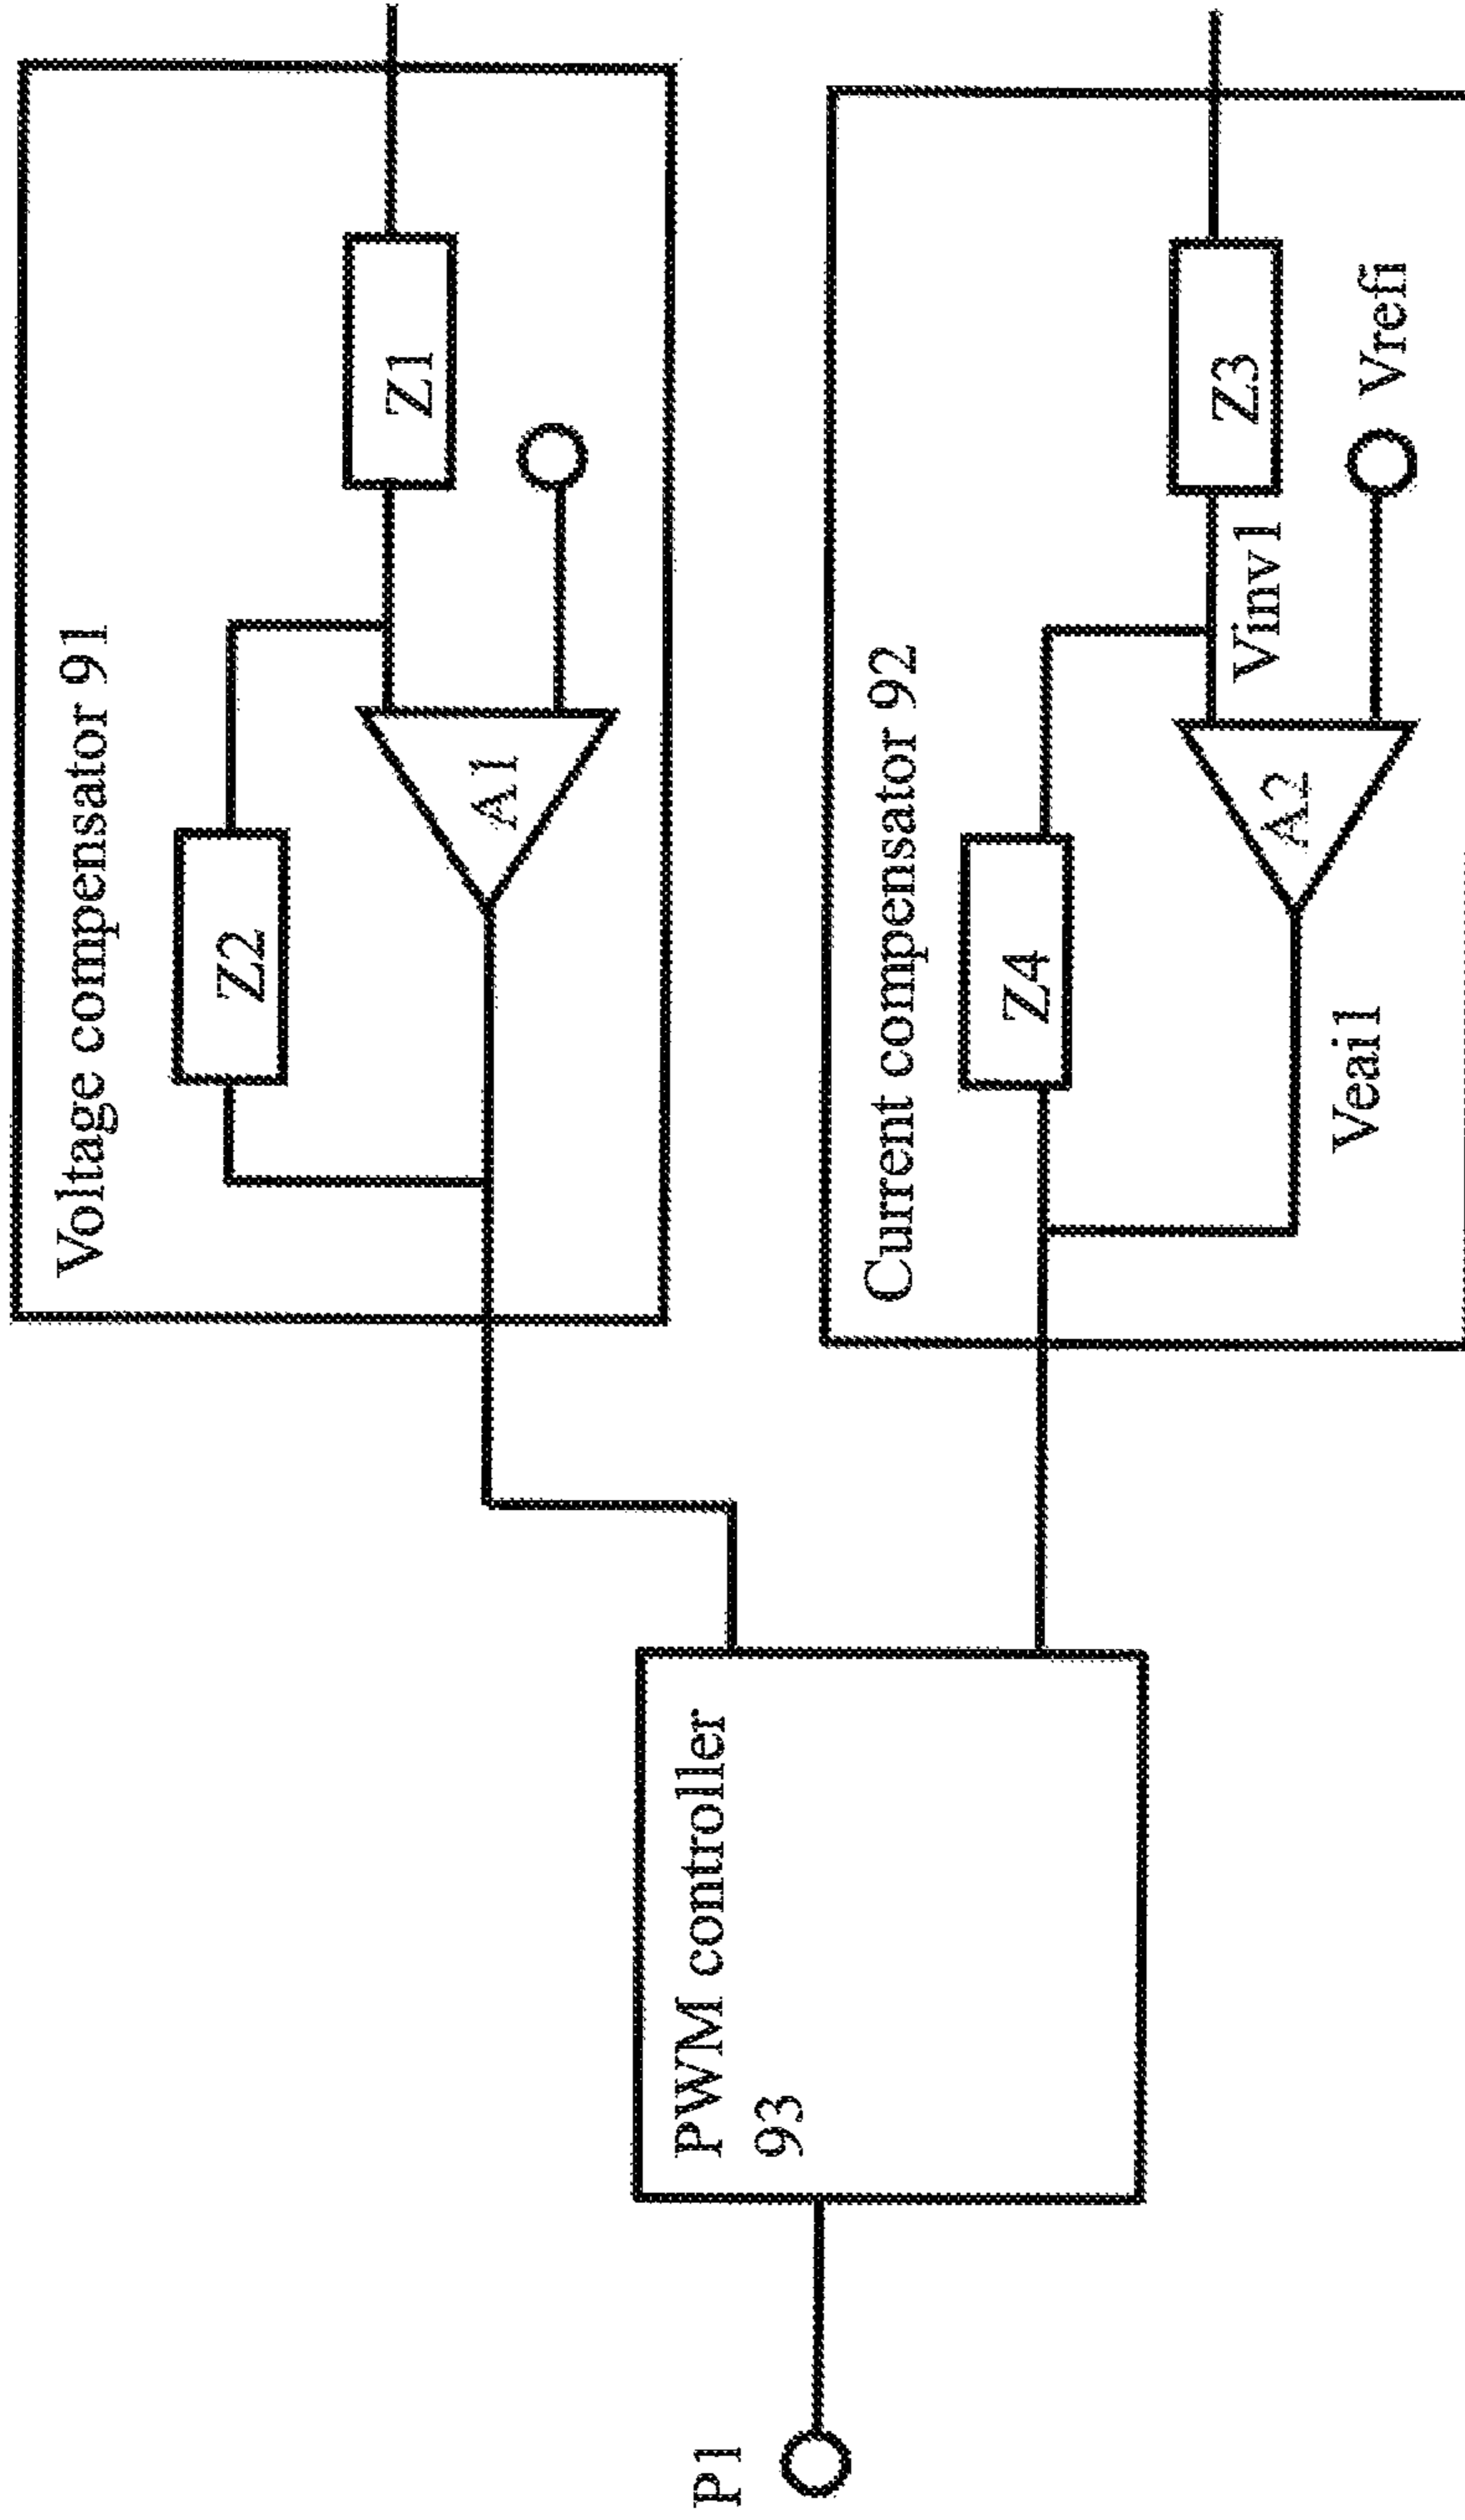 Voltage compensator 91
Z2
Z1
A1
P1
PWM controller
93
Current compensator 92
Z4
Z3
Vinv1
A2
Veai1
Vrefi